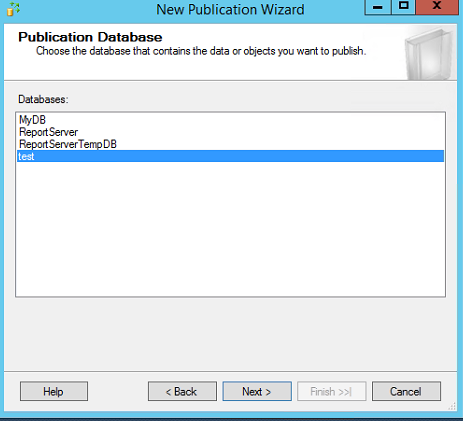 New Publication Wizard
Publication Database
Choose the database that contains the data or objects you want to publish.
Databases:
MyDB
ReportServer
ReportServerTempDB
test
Help
< Back
Next >
Finish >>|
Cancel